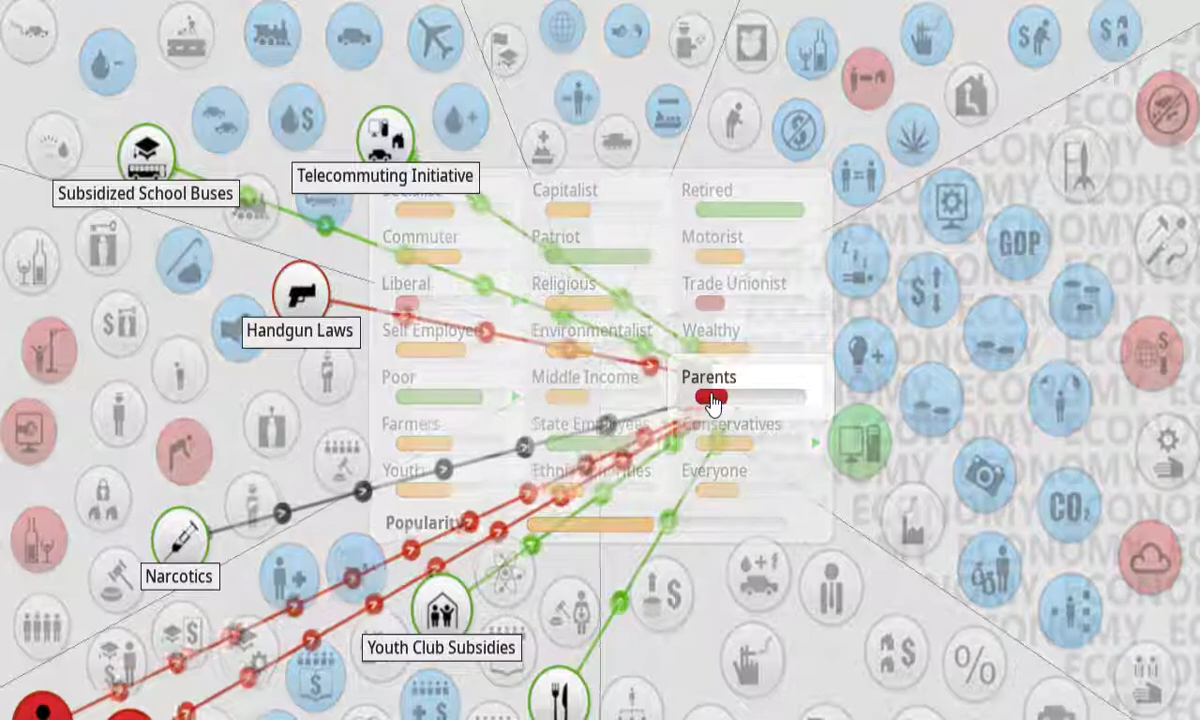 Telecommuting Initiative
Subsidized School Buses
Capitalist
Retired
Commuter
Patriot
Motorist
Liberal
Religious
Trade Unionist
Handgun Laws
Self Employed
Environmentalist
Wealthy
Poor
Middle Income
Parents
Farmers
State Employees
Conservatives
Youth
Everyone
Popularity
Narcotics
Youth Club Subsidies
GDP
CO₂
%
$
ECONOMY